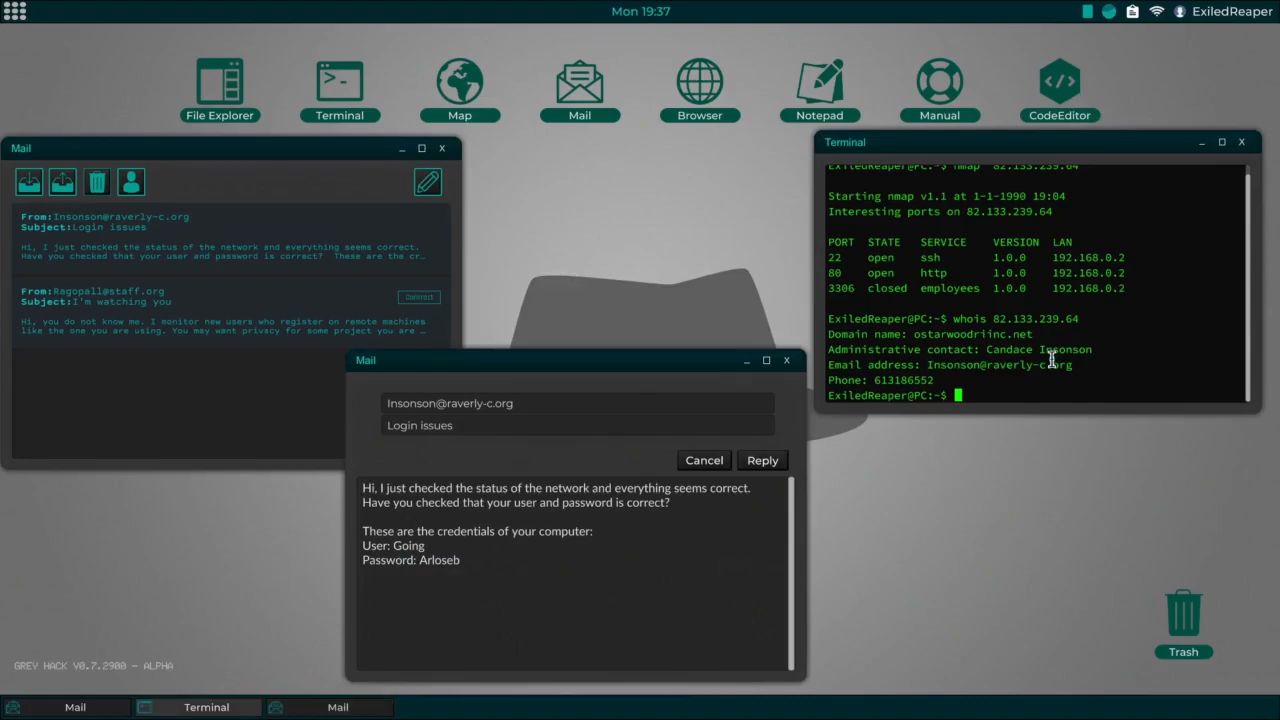 Mon 19:37
ExiledReaper
File Explorer
Terminal
Map
Mail
Browser
Notepad
Manual
CodeEditor
Mail
From:Insonson@raverly-c.org
Subject:Login issues
Hi, I just checked the status of the network and everything seems correct.
Have you checked that your user and password is correct?  These are the cr…
From:Ragopall@staff.org
Subject:I'm watching you
Connect
Hi, you do not know me. I monitor new users who register on remote machines
like the one you are using. You may want privacy for some project you are …
Terminal
ExiledReaper@PC:~$ nmap  82.133.239.64
Starting nmap v1.1 at 1-1-1990 19:04
Interesting ports on 82.133.239.64
PORT STATE SERVICE VERSION LAN
22 open ssh 1.0.0 192.168.0.2
80 open http 1.0.0 192.168.0.2
3306 closed employees 1.0.0 192.168.0.2
ExiledReaper@PC:~$ whois 82.133.239.64
Domain name: ostarwoodriinc.net
Administrative contact: Candace Insonson
Email address: Insonson@raverly-c.org
Phone: 613186552
ExiledReaper@PC:~$
Mail
Insonson@raverly-c.org
Login issues
Cancel
Reply
Hi, I just checked the status of the network and everything seems correct.
Have you checked that your user and password is correct?
These are the credentials of your computer:
User: Going
Password: Arloseb
Trash
GREY HACK V0.7.2900 - ALPHA
Mail
Terminal
Mail